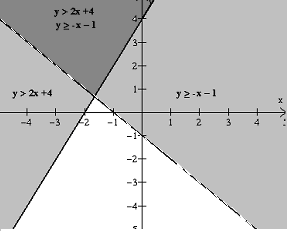 y > 2x +4
y ≥ -x - 1
4
3
2
y > 2x +4
1
y ≥ -x - 1
x
-4 -3 -2 -1 1 2 3 4
-1
-2
-3
-4